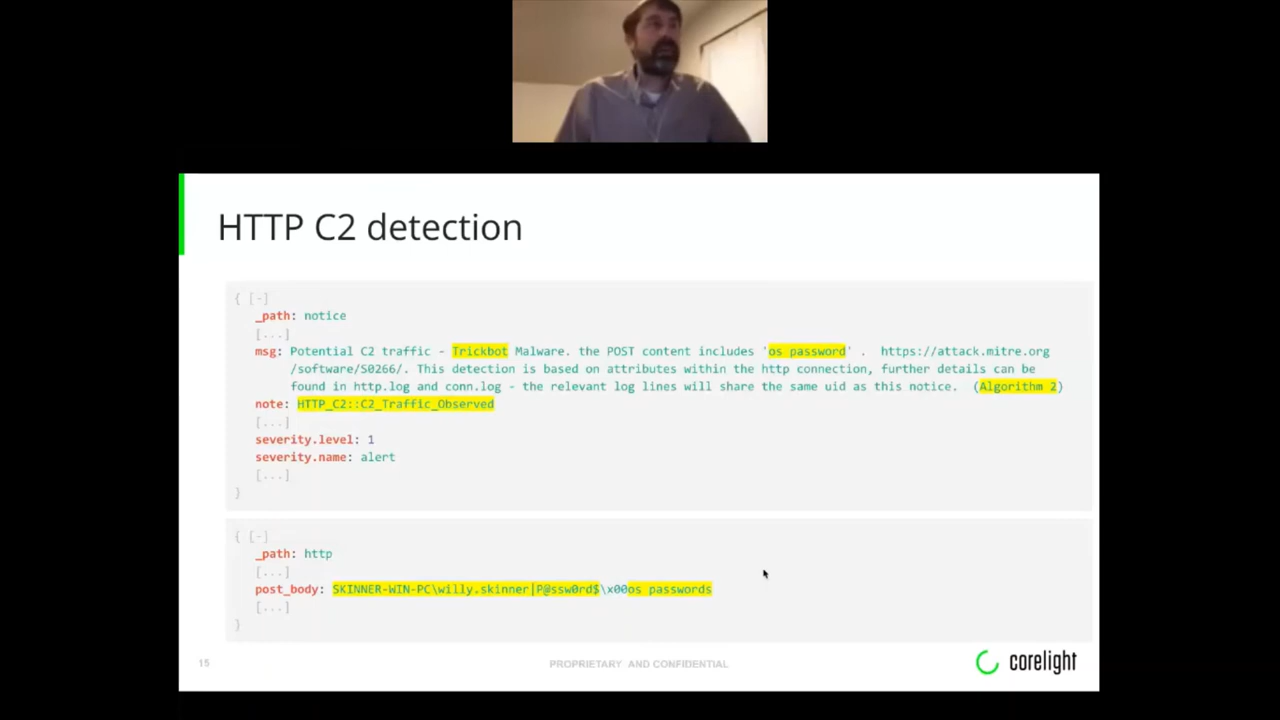 HTTP C2 detection
{ [-]
_path: notice
[...]
msg: Potential C2 traffic - Trickbot Malware. the POST content includes 'os password' .  https://attack.mitre.org
/software/S0266/. This detection is based on attributes within the http connection, further details can be
found in http.log and conn.log - the relevant log lines will share the same uid as this notice.  (Algorithm 2)
note: HTTP_C2::C2_Traffic_Observed
[...]
severity.level: 1
severity.name: alert
[...]
}
{ [-]
_path: http
[...]
post_body: SKINNER-WIN-PC\willy.skinner|P@ssw0rd$\x00os passwords
[...]
}
15
PROPRIETARY AND CONFIDENTIAL
corelight